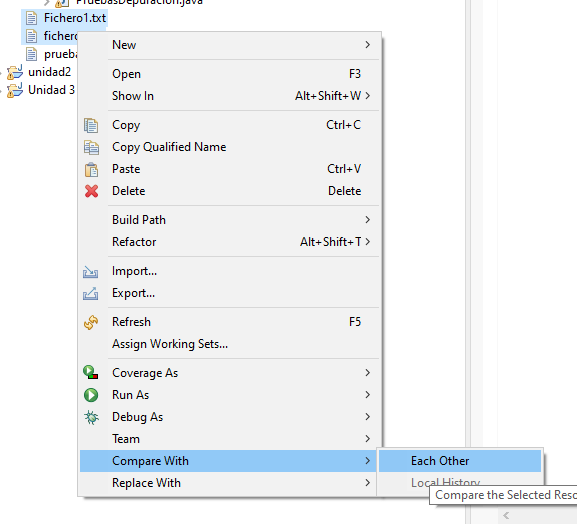 PruebasDepuracion.java
Fichero1.txt
fichero
prueba
unidad2
Unidad 3
New
Open F3
Show In Alt+Shift+W
Copy Ctrl+C
Copy Qualified Name
Paste Ctrl+V
Delete Delete
Build Path
Refactor Alt+Shift+T
Import...
Export...
Refresh F5
Assign Working Sets...
Coverage As
Run As
Debug As
Team
Compare With
Each Other
Replace With
Local History...
Compare the Selected Reso